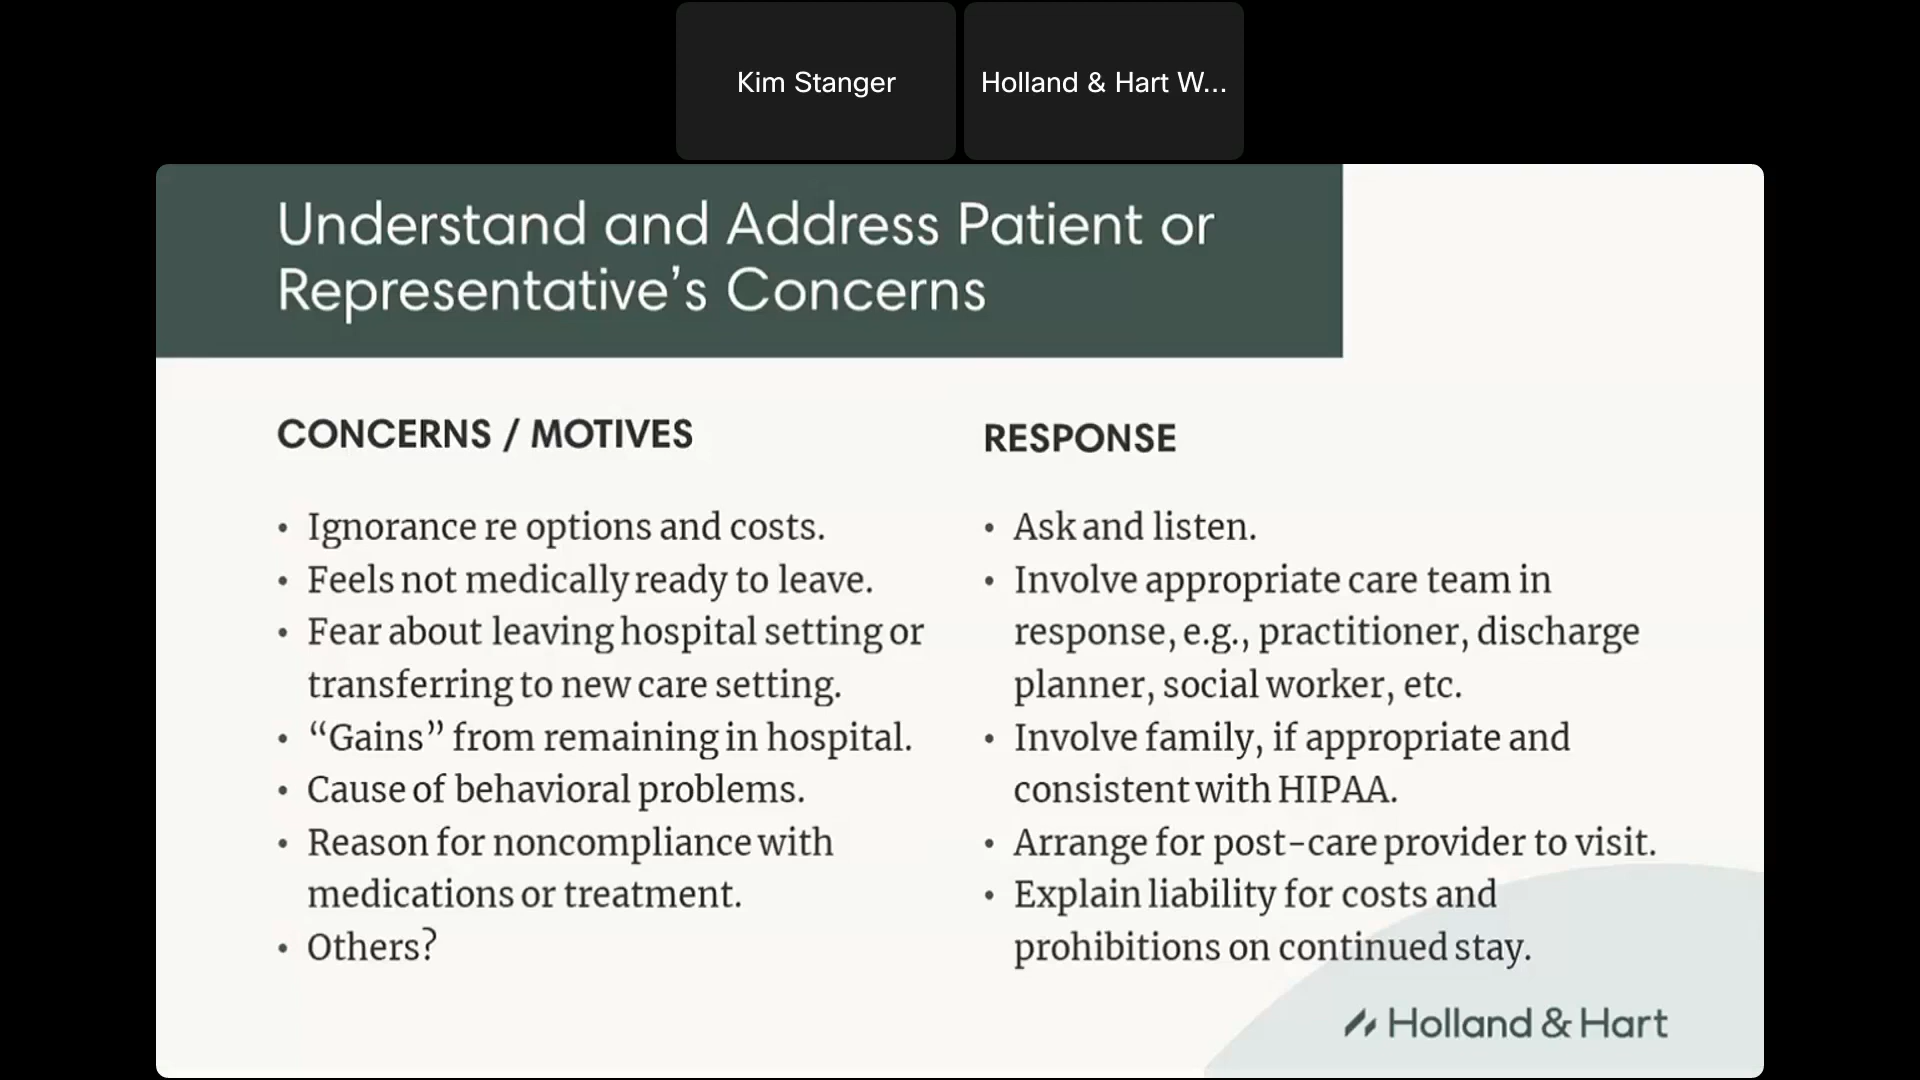 Kim Stanger
Holland & Hart W...
Understand and Address Patient or
Representative’s Concerns
CONCERNS / MOTIVES
• Ignorance re options and costs.
• Feels not medically ready to leave.
• Fear about leaving hospital setting or
transferring to new care setting.
• “Gains” from remaining in hospital.
• Cause of behavioral problems.
• Reason for noncompliance with
medications or treatment.
• Others?
RESPONSE
• Ask and listen.
• Involve appropriate care team in
response, e.g., practitioner, discharge
planner, social worker, etc.
• Involve family, if appropriate and
consistent with HIPAA.
• Arrange for post-care provider to visit.
• Explain liability for costs and
prohibitions on continued stay.
Holland & Hart